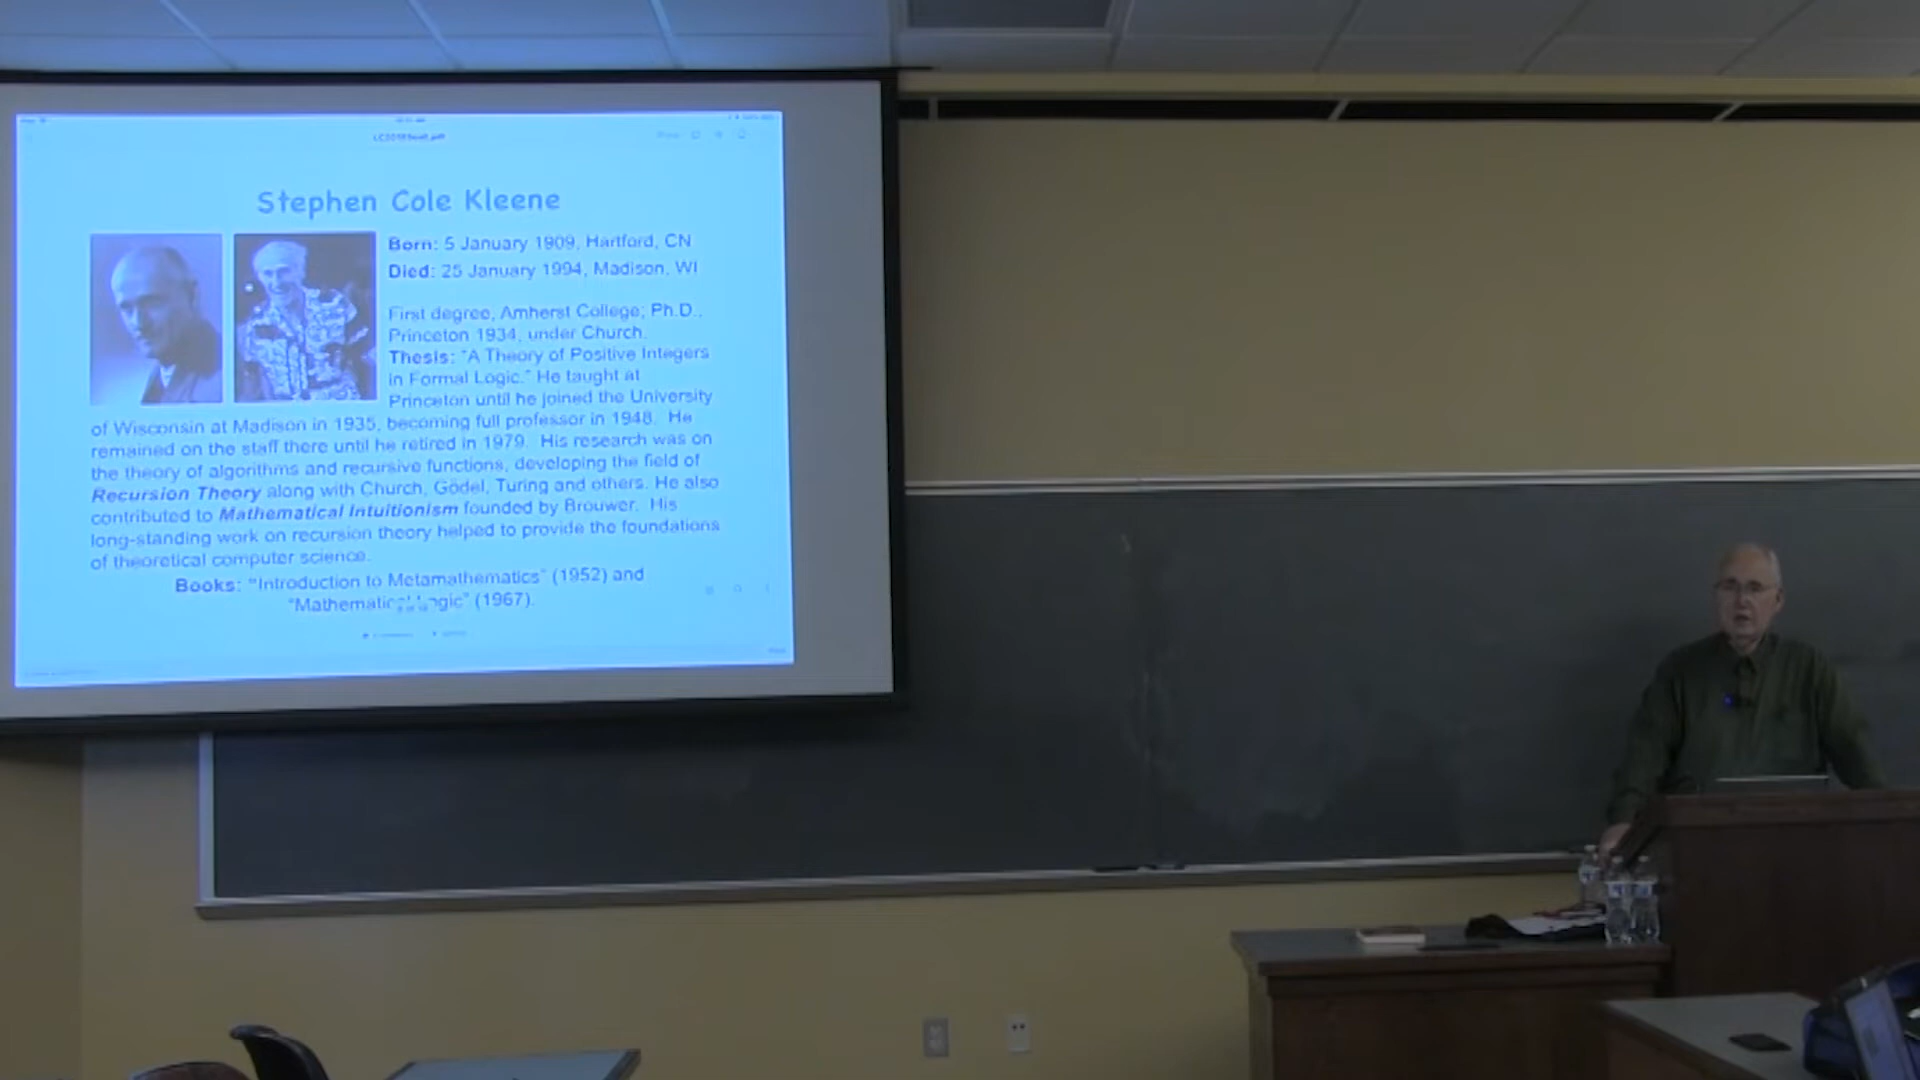 Stephen Cole Kleene
Born: 5 January 1909, Hartford, CN
Died: 25 January 1994, Madison, WI
First degree, Amherst College; Ph.D.,
Princeton 1934, under Church.
Thesis: "A Theory of Positive Integers
in Formal Logic." He taught at
Princeton until he joined the University
of Wisconsin at Madison in 1935, becoming full professor in 1948. He
remained on the staff there until he retired in 1979. His research was on
the theory of algorithms and recursive functions, developing the field of
Recursion Theory along with Church, Gödel, Turing and others. He also
contributed to Mathematical Intuitionism founded by Brouwer. His
long-standing work on recursion theory helped to provide the foundations
of theoretical computer science.
Books: "Introduction to Metamathematics" (1952) and
"Mathematical Logic" (1967).